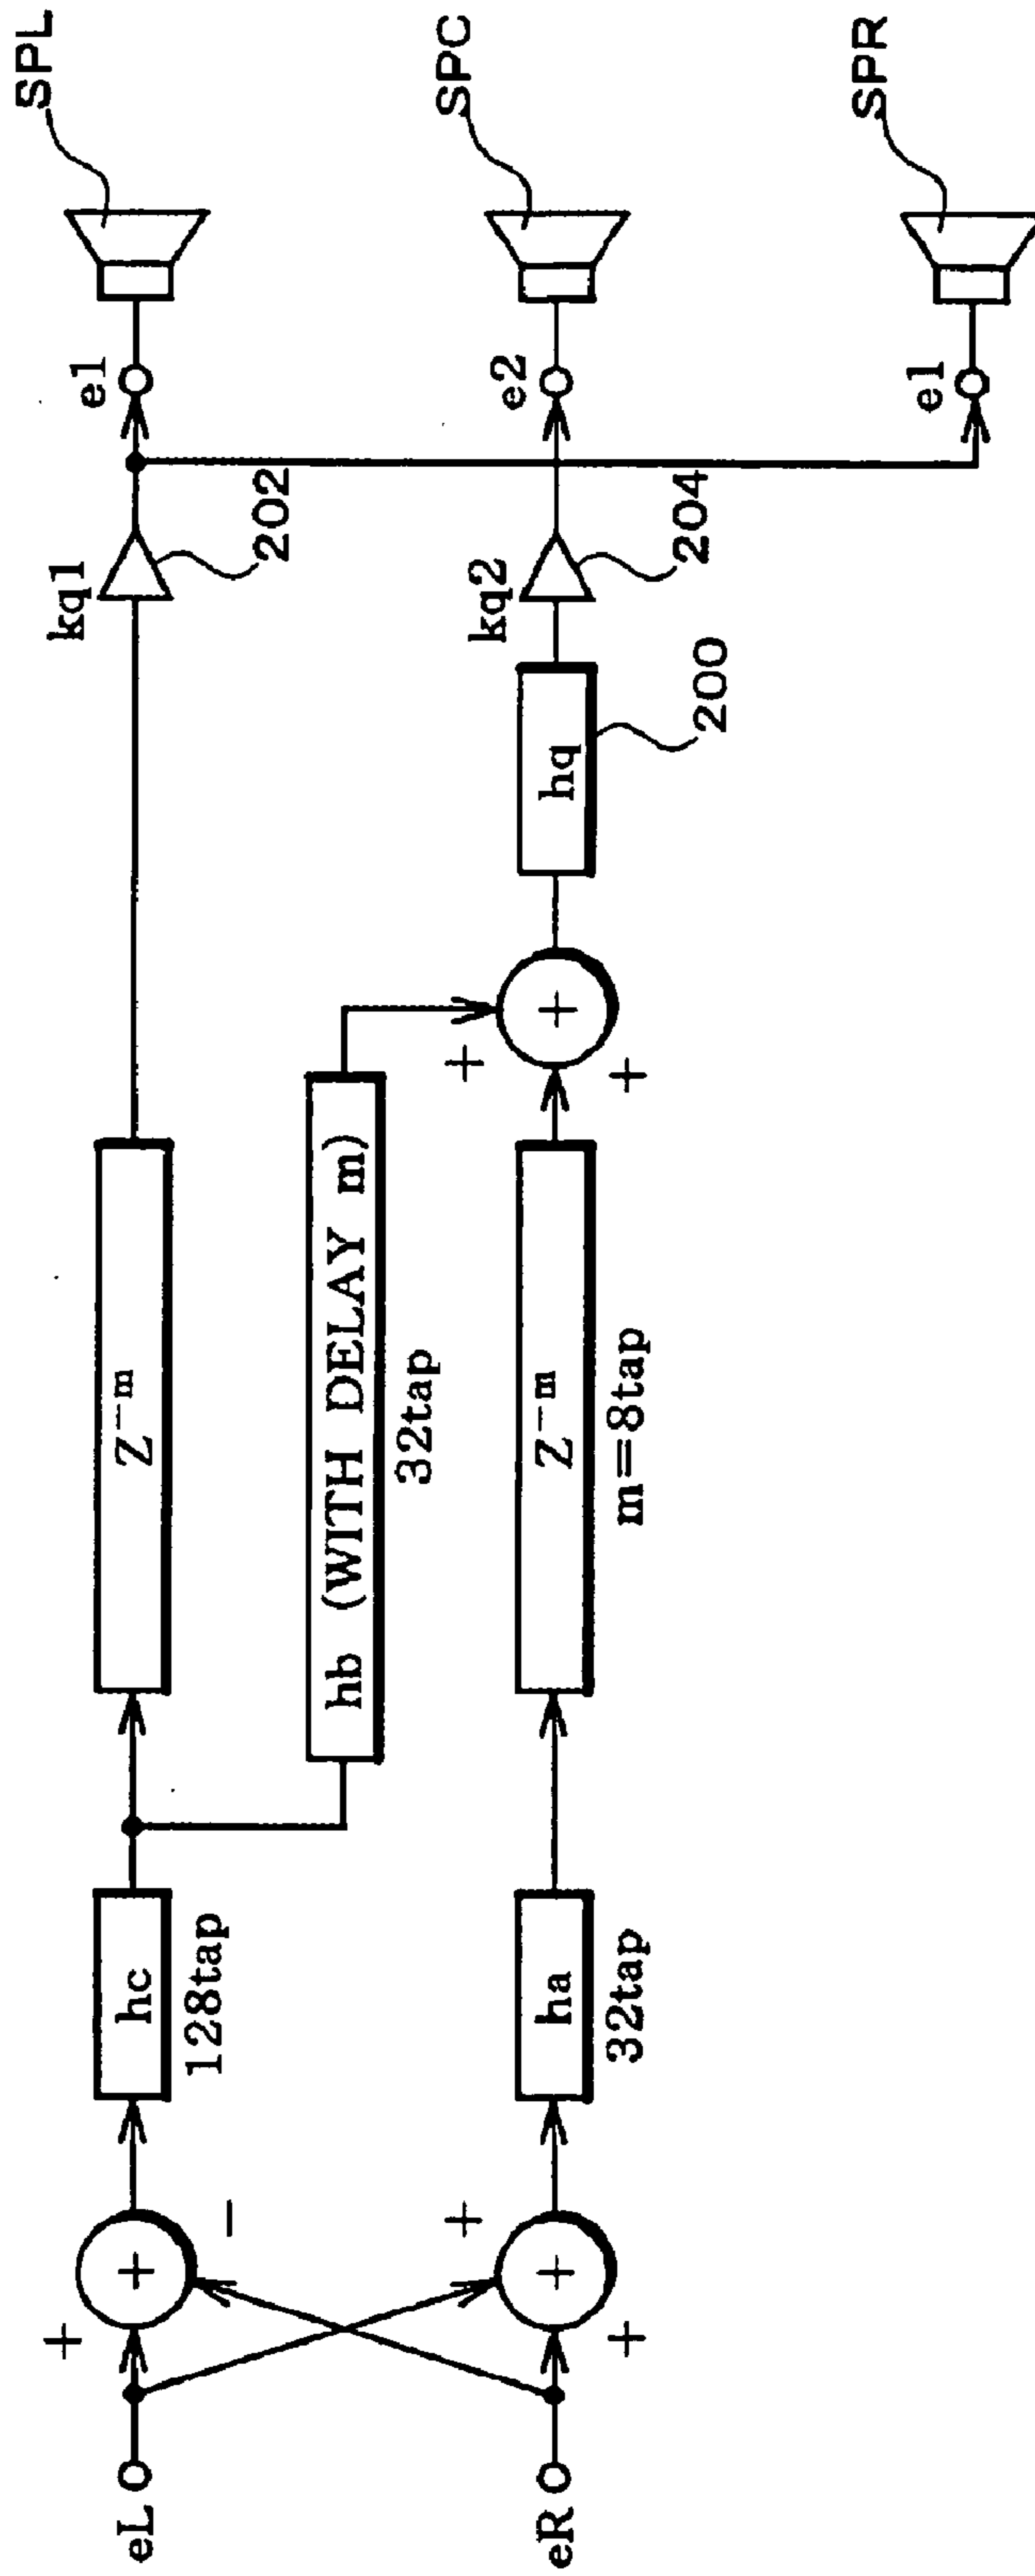 eL
+
+
−
hc
128tap
Z−m
kq1
202
e1
SPL
hb (WITH DELAY m)
32tap
eR
+
+
+
ha
32tap
Z−m
m=8tap
+
+
+
hq
200
kq2
204
e2
SPC
e1
SPR